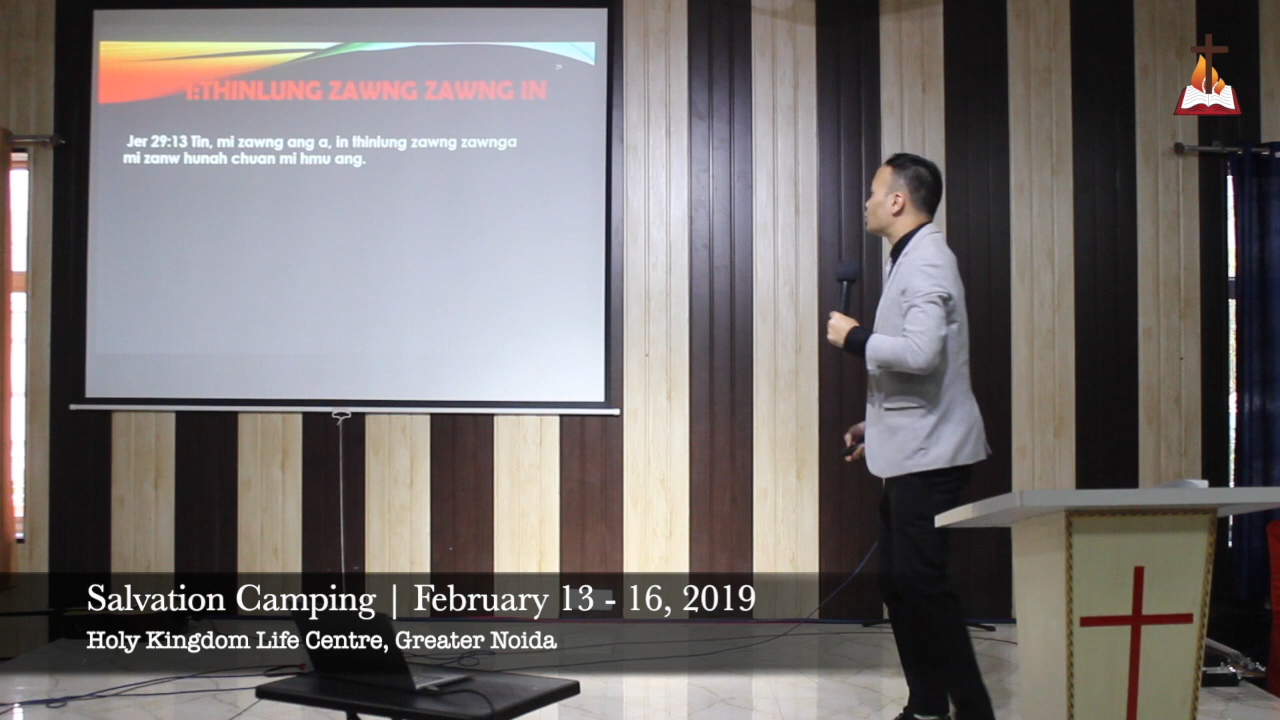 1:THINLUNG ZAWNG ZAWNG IN
Jer 29:13 Tin, mi zawng ang a, in thinlung zawng zawnga
mi zanw hunah chuan mi hmu ang.
Salvation Camping | February 13 - 16, 2019
Holy Kingdom Life Centre, Greater Noida